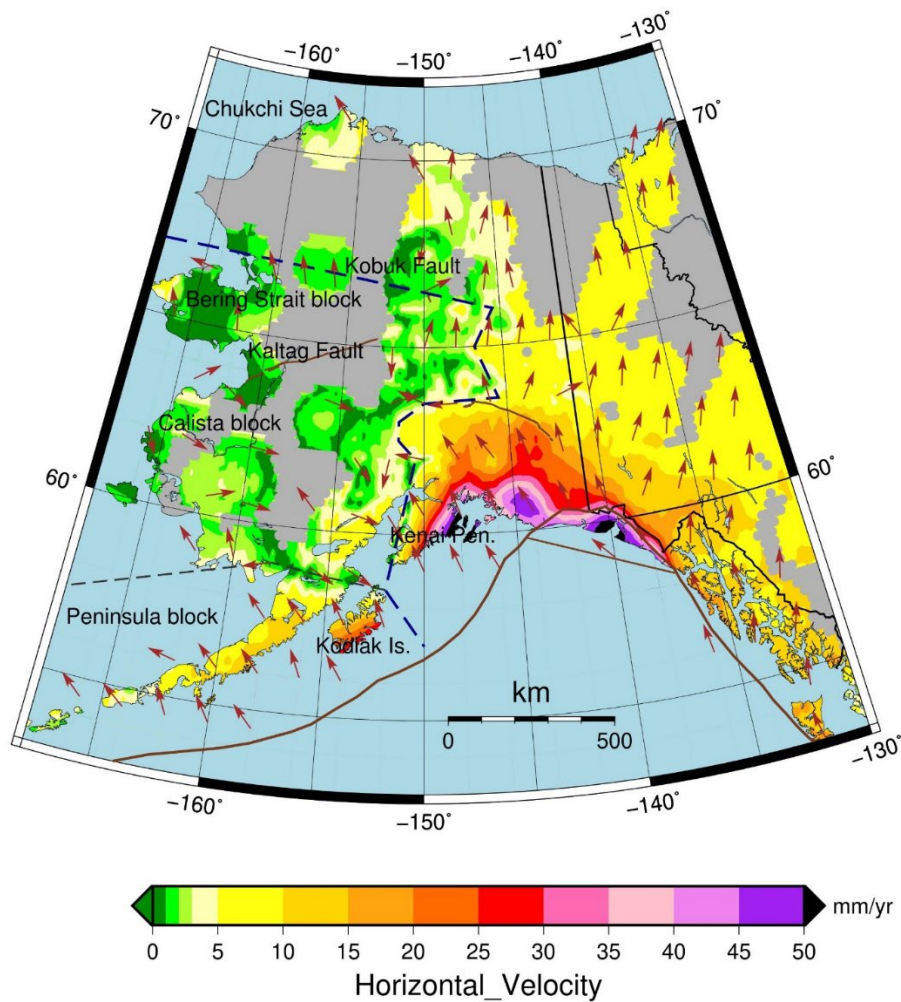 −160˚
−150˚
−140˚
−130˚
Chukchi Sea
70˚
70˚
Kobuk Fault
Bering Strait block
Kaltag Fault
Calista block
60˚
60˚
Kenai Pen.
Peninsula block
Kodiak Is.
km
0 500
−160˚
−150˚
−140˚
−130˚
mm/yr
0 5 10 15 20 25 30 35 40 45 50
Horizontal_Velocity